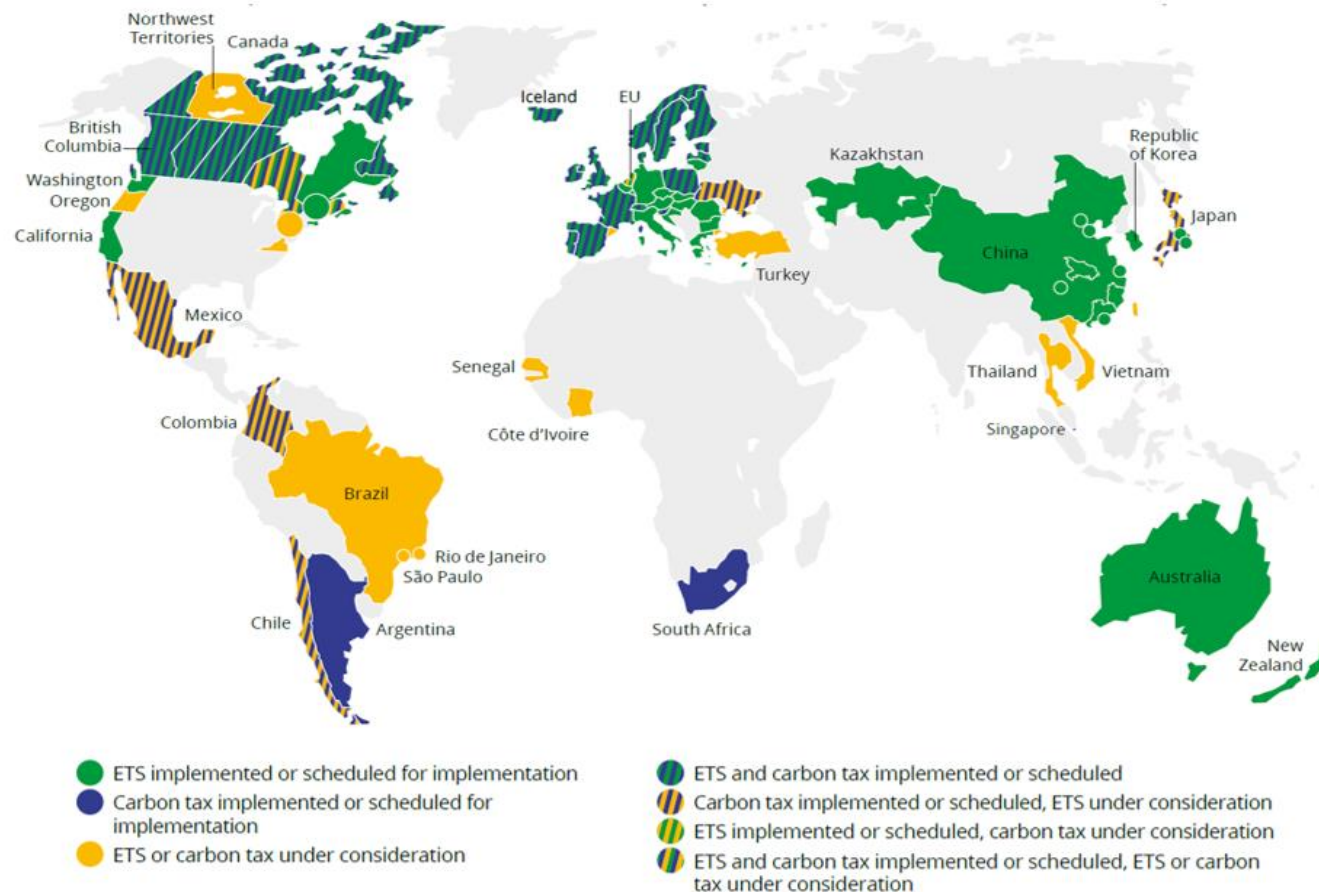 Northwest
Territories
Canada
British
Columbia
Washington
Oregon
California
Mexico
Colombia
Brazil
Rio de Janeiro
São Paulo
Chile
Argentina
Iceland
EU
Turkey
Senegal
Côte d'Ivoire
South Africa
Kazakhstan
China
Republic
of Korea
Japan
Thailand
Vietnam
Singapore
Australia
New
Zealand
ETS implemented or scheduled for implementation
Carbon tax implemented or scheduled for
implementation
ETS or carbon tax under consideration
ETS and carbon tax implemented or scheduled
Carbon tax implemented or scheduled, ETS under consideration
ETS implemented or scheduled, carbon tax under consideration
ETS and carbon tax implemented or scheduled, ETS or carbon
tax under consideration